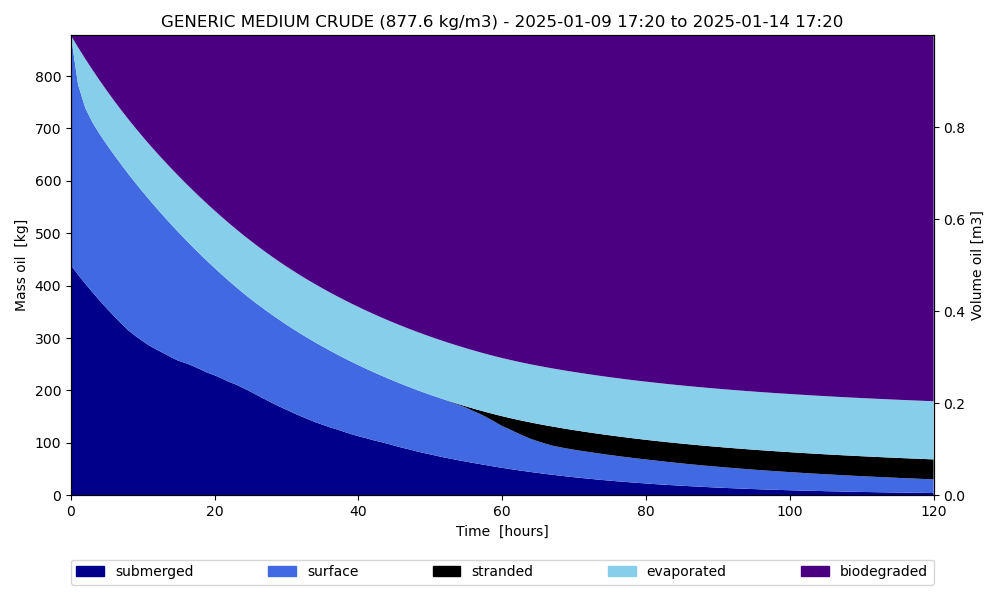 GENERIC MEDIUM CRUDE (877.6 kg/m3) - 2025-01-09 17:20 to 2025-01-14 17:20
Mass oil [kg]
800
700
600
500
400
300
200
100
0
0.8
0.6
0.4
0.2
0.0
Volume oil [m3]
0 20 40 60 80 100 120
Time [hours]
submerged surface stranded evaporated biodegraded